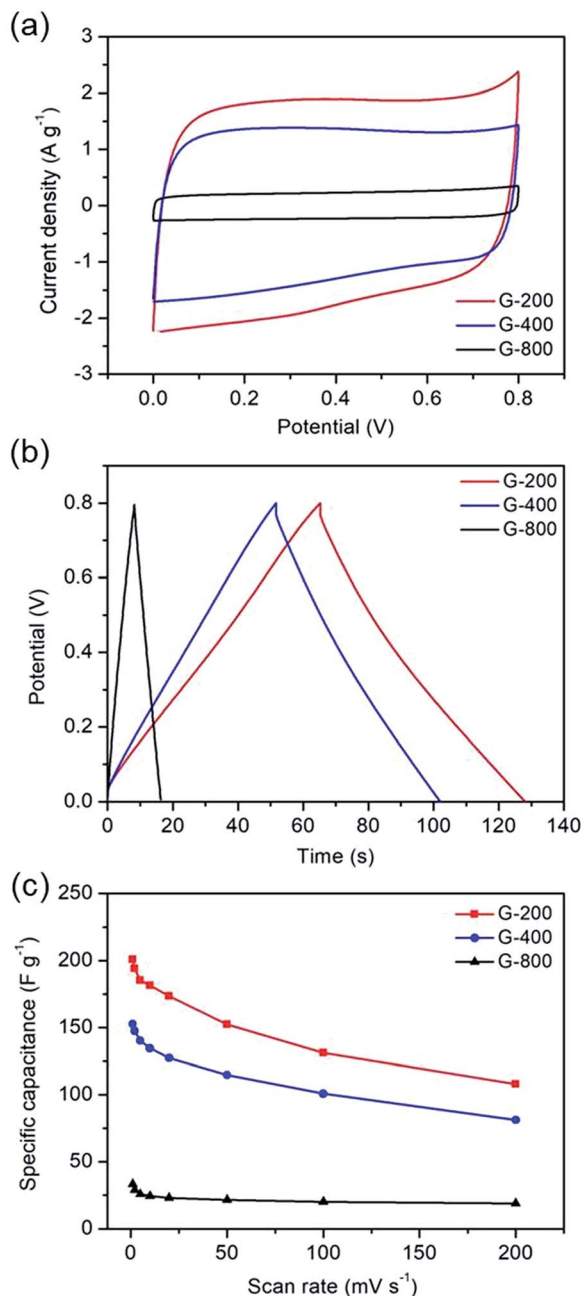 (a)
3
2
1
0
-1
-2
-3
Current density (A g⁻¹)
G-200
G-400
G-800
0.0 0.2 0.4 0.6 0.8
Potential (V)
(b)
0.8
0.6
0.4
0.2
0.0
Potential (V)
G-200
G-400
G-800
0 20 40 60 80 100 120 140
Time (s)
(c)
250
200
150
100
50
0
Specific capacitance (F g⁻¹)
G-200
G-400
G-800
0 50 100 150 200
Scan rate (mV s⁻¹)